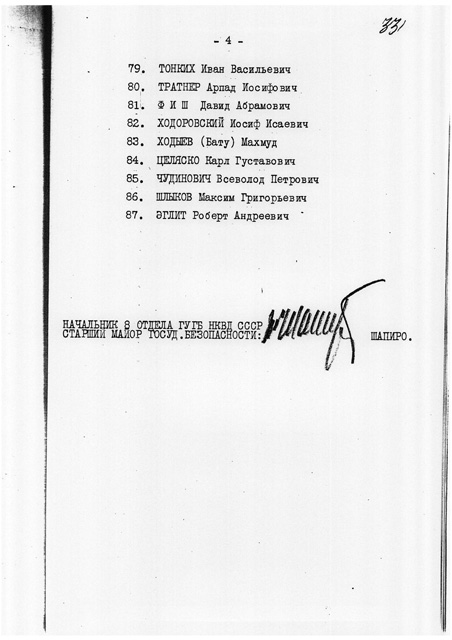 331
- 4 -
79. ТОНКИХ Иван Васильевич
80. ТРАТНЕР Арпад Иосифович
81. Ф И Ш Давид Абрамович
82. ХОДОРОВСКИЙ Иосиф Исаевич
83. ХОДЫЕВ (Бату) Махмуд
84. ЦЕЛЯСКО Карл Густавович
85. ЧУДИНОВИЧ Всеволод Петрович
86. ШЛЫКОВ Максим Григорьевич
87. ЭГЛИТ Роберт Андреевич
НАЧАЛЬНИК 8 ОТДЕЛА ГУГБ НКВД СССР
СТАРШИЙ МАЙОР ГОСУД.БЕЗОПАСНОСТИ: ШАПИРО.